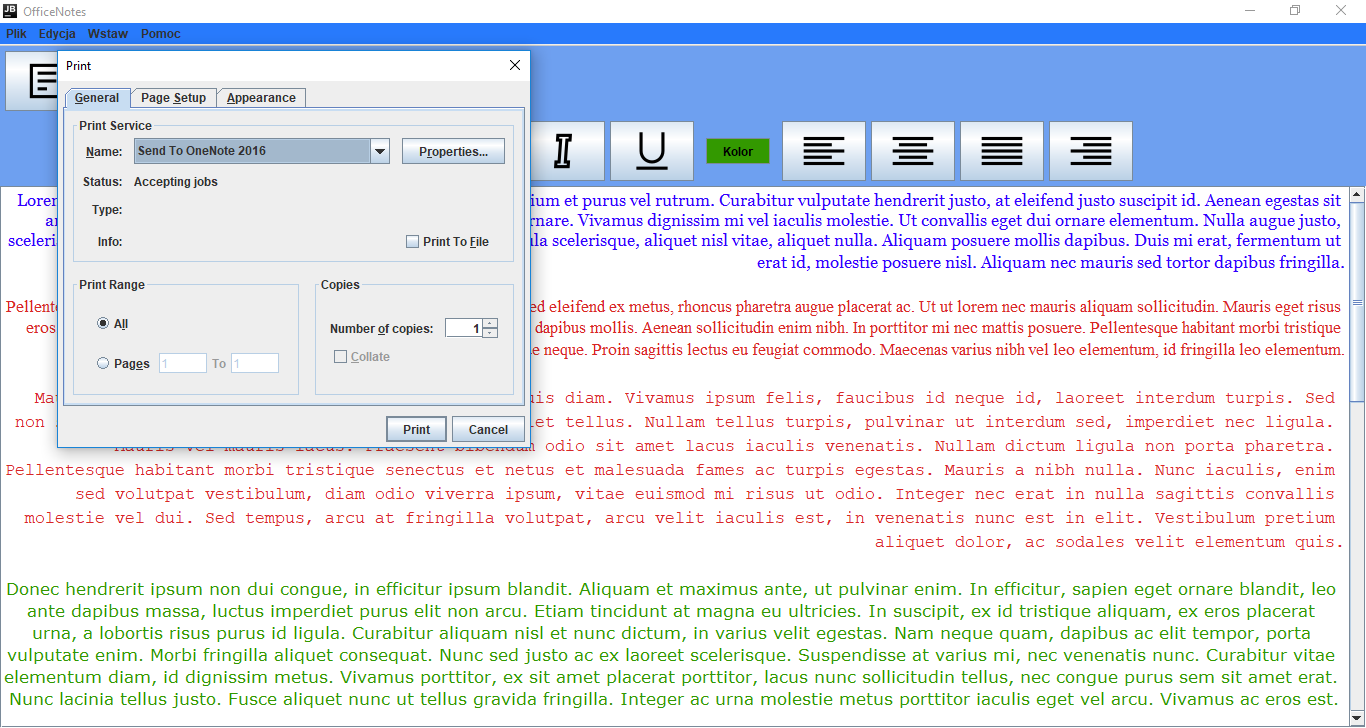 JB OfficeNotes
Plik Edycja Wstaw Pomoc
Print
General Page Setup Appearance
Print Service
Name: Send To OneNote 2016 Properties...
Status: Accepting jobs
Type:
Info: Print To File
Print Range
All
Pages 1 To 1
Copies
Number of copies: 1
Collate
Print Cancel
I U Kolor
et purus vel rutrum. Curabitur vulputate hendrerit justo, at eleifend justo suscipit id. Aenean egestas sit
Vivamus dignissim mi vel iaculis molestie. Ut convallis eget dui ornare elementum. Nulla augue justo,
scelerisque, aliquet nisl vitae, aliquet nulla. Aliquam posuere mollis dapibus. Duis mi erat, fermentum ut
erat id, molestie posuere nisl. Aliquam nec mauris sed tortor dapibus fringilla.
eleifend ex metus, rhoncus pharetra augue placerat ac. Ut ut lorem nec mauris aliquam sollicitudin. Mauris eget risus
eros dapibus mollis. Aenean sollicitudin enim nibh. In porttitor mi nec mattis posuere. Pellentesque habitant morbi tristique
neque. Proin sagittis lectus eu feugiat commodo. Maecenas varius nibh vel leo elementum, id fringilla leo elementum.
diam. Vivamus ipsum felis, faucibus id neque id, laoreet interdum turpis. Sed
non tellus. Nullam tellus turpis, pulvinar ut interdum sed, imperdiet nec ligula.
Mauris vel mauris lacus. Praesent bibendum odio sit amet lacus iaculis venenatis. Nullam dictum ligula non porta pharetra.
Pellentesque habitant morbi tristique senectus et netus et malesuada fames ac turpis egestas. Mauris a nibh nulla. Nunc iaculis, enim
sed volutpat vestibulum, diam odio viverra ipsum, vitae euismod mi risus ut odio. Integer nec erat in nulla sagittis convallis
molestie vel dui. Sed tempus, arcu at fringilla volutpat, arcu velit iaculis est, in venenatis nunc est in elit. Vestibulum pretium
aliquet dolor, ac sodales velit elementum quis.
Donec hendrerit ipsum non dui congue, in efficitur ipsum blandit. Aliquam et maximus ante, ut pulvinar enim. In efficitur, sapien eget ornare blandit, leo
ante dapibus massa, luctus imperdiet purus elit non arcu. Etiam tincidunt at magna eu ultricies. In suscipit, ex id tristique aliquam, ex eros placerat
urna, a lobortis risus purus id ligula. Curabitur aliquam nisl et nunc dictum, in varius velit egestas. Nam neque quam, dapibus ac elit tempor, porta
vulputate enim. Morbi fringilla aliquet consequat. Nunc sed justo ac ex laoreet scelerisque. Suspendisse at varius mi, nec venenatis nunc. Curabitur vitae
elementum diam, id dignissim metus. Vivamus porttitor, ex sit amet placerat porttitor, lacus nunc sollicitudin tellus, nec congue purus sem sit amet erat.
Nunc lacinia tellus justo. Fusce aliquet nunc ut tellus gravida fringilla. Integer ac urna molestie metus porttitor iaculis eget vel arcu. Vivamus ac eros est.